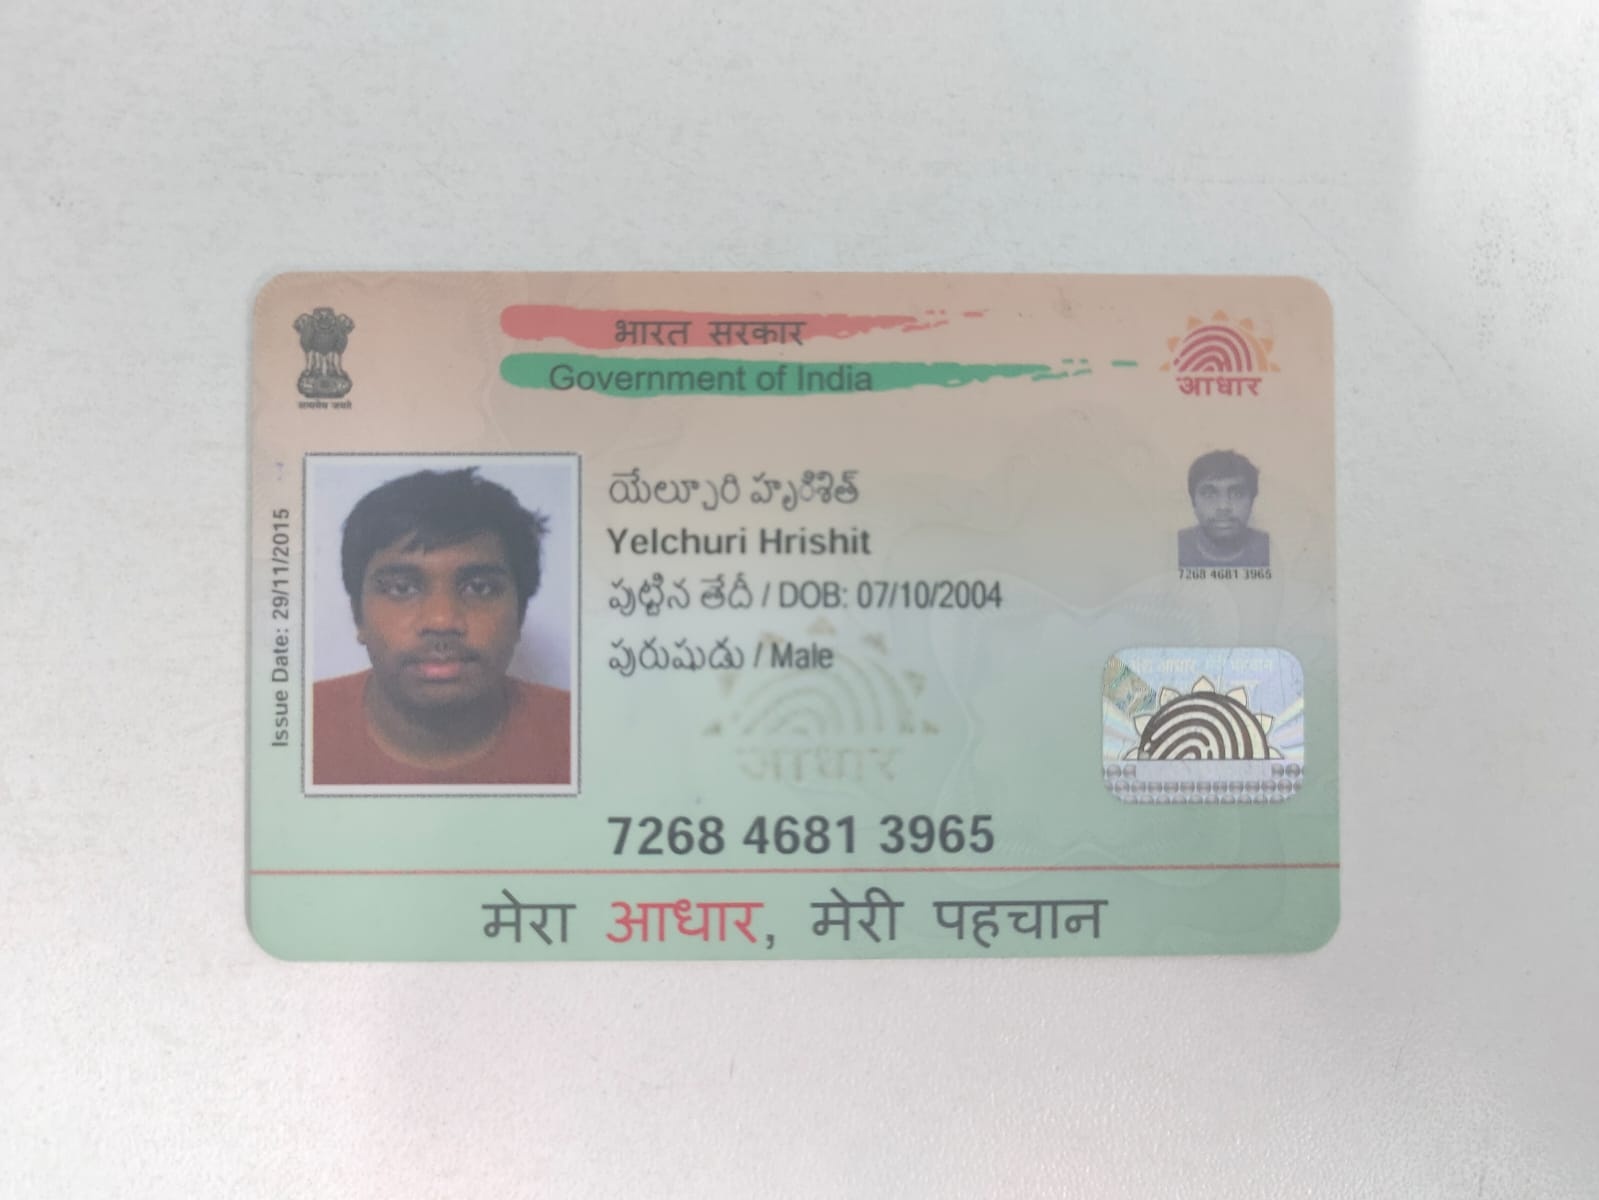 भारत सरकार
Government of India
सत्यमेव जयते
आधार
Issue Date: 29/11/2015
యేల్చూరి హృషిత్
Yelchuri Hrishit
పుట్టిన తేదీ / DOB: 07/10/2004
పురుషుడు / Male
7268 4681 3965
आधार
7268 4681 3965
मेरा आधार, मेरी पहचान